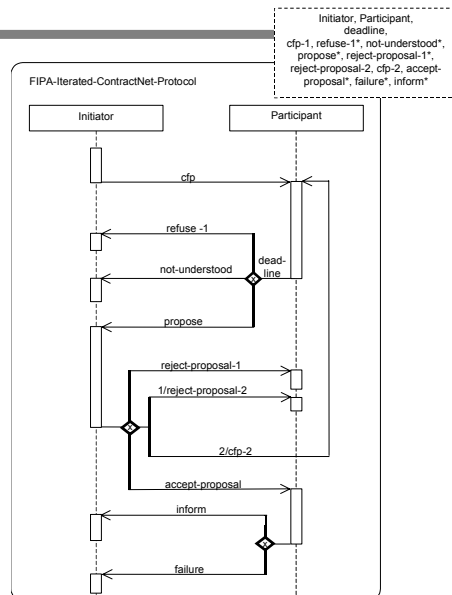 Initiator, Participant,
deadline,
cfp-1, refuse-1*, not-understood*,
propose*, reject-proposal-1*,
reject-proposal-2, cfp-2, accept-
proposal*, failure*, inform*
FIPA-Iterated-ContractNet-Protocol
Initiator
Participant
cfp
refuse -1
dead-
line
not-understood
x
propose
reject-proposal-1
1/reject-proposal-2
x
2/cfp-2
accept-proposal
inform
x
failure